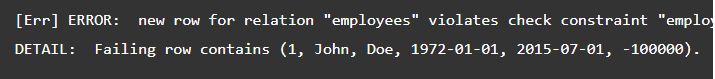 [Err] ERROR:  new row for relation "employees" violates check constraint "employ
DETAIL:  Failing row contains (1, John, Doe, 1972-01-01, 2015-07-01, -100000).